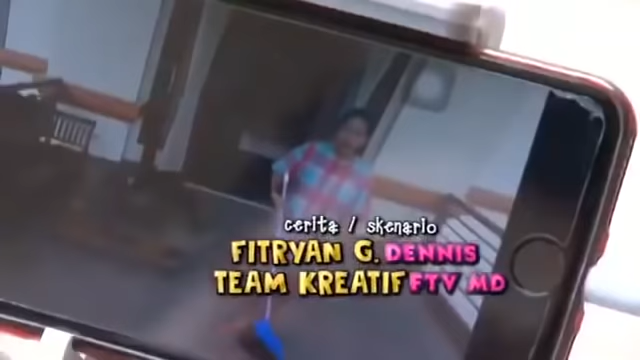 cerita / skenario
FITRYAN G. DENNIS
TEAM KREATIF FTV MD